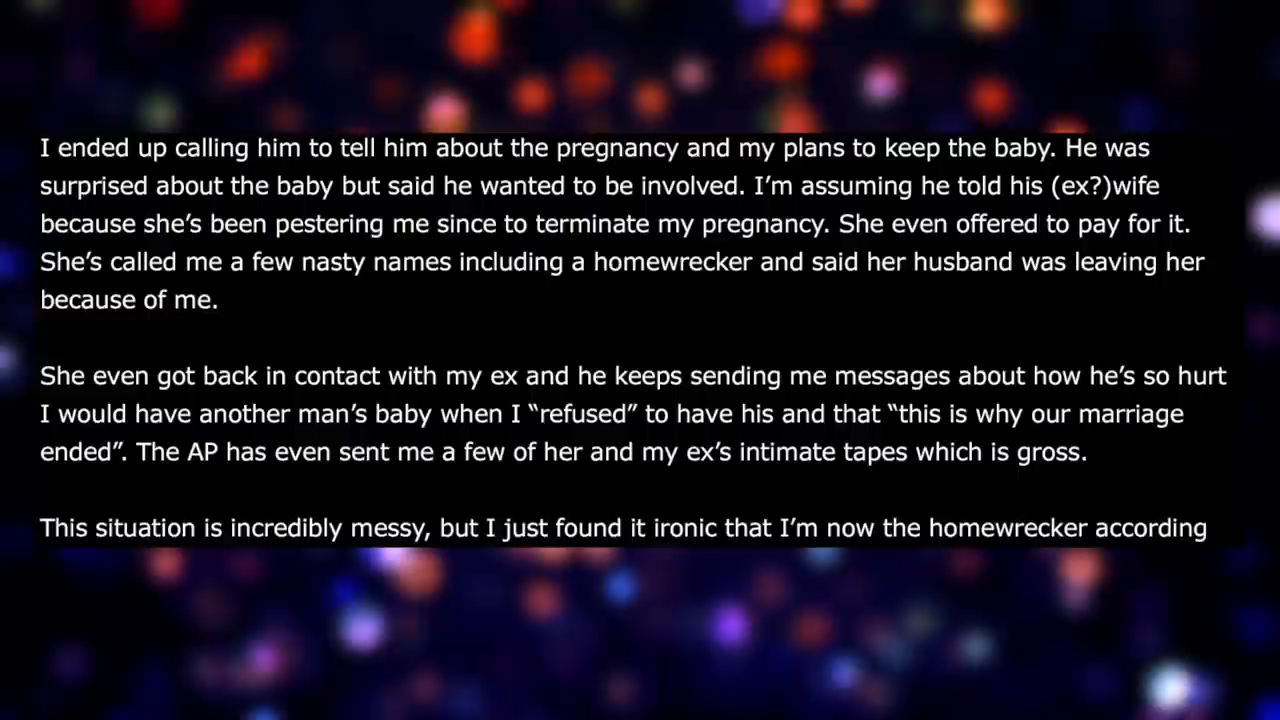 I ended up calling him to tell him about the pregnancy and my plans to keep the baby. He was
surprised about the baby but said he wanted to be involved. I’m assuming he told his (ex?)wife
because she’s been pestering me since to terminate my pregnancy. She even offered to pay for it.
She’s called me a few nasty names including a homewrecker and said her husband was leaving her
because of me.
She even got back in contact with my ex and he keeps sending me messages about how he’s so hurt
I would have another man’s baby when I “refused” to have his and that “this is why our marriage
ended”. The AP has even sent me a few of her and my ex’s intimate tapes which is gross.
This situation is incredibly messy, but I just found it ironic that I’m now the homewrecker according